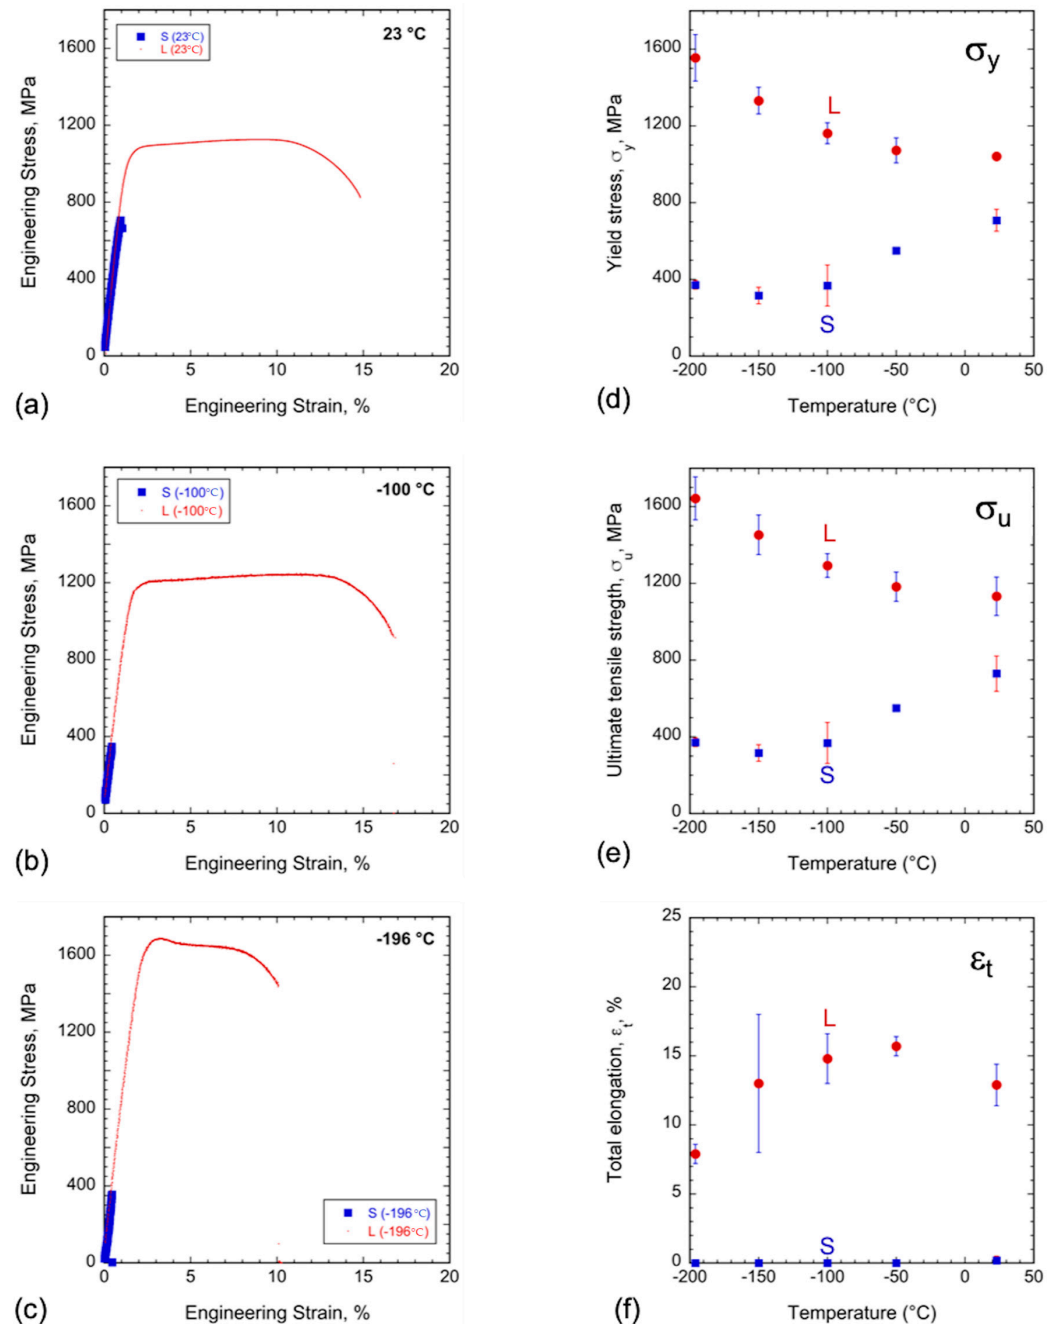 1600
1200
800
400
0
0
5
10
15
20
S (23°C)
L (23°C)
23 °C
Engineering Stress, MPa
Engineering Strain, %
(a)
1600
1200
800
400
0
-200
-150
-100
-50
0
50
σy
L
S
Yield stress, σy, MPa
Temperature (°C)
(d)
1600
1200
800
400
0
0
5
10
15
20
S (-100°C)
L (-100°C)
-100 °C
Engineering Stress, MPa
Engineering Strain, %
(b)
1600
1200
800
400
0
-200
-150
-100
-50
0
50
σu
L
S
Ultimate tensile stregth, σu, MPa
Temperature (°C)
(e)
1600
1200
800
400
0
0
5
10
15
20
-196 °C
S (-196°C)
L (-196°C)
Engineering Stress, MPa
Engineering Strain, %
(c)
25
20
15
10
5
0
-200
-150
-100
-50
0
50
εt
L
S
Total elongation, εt, %
Temperature (°C)
(f)